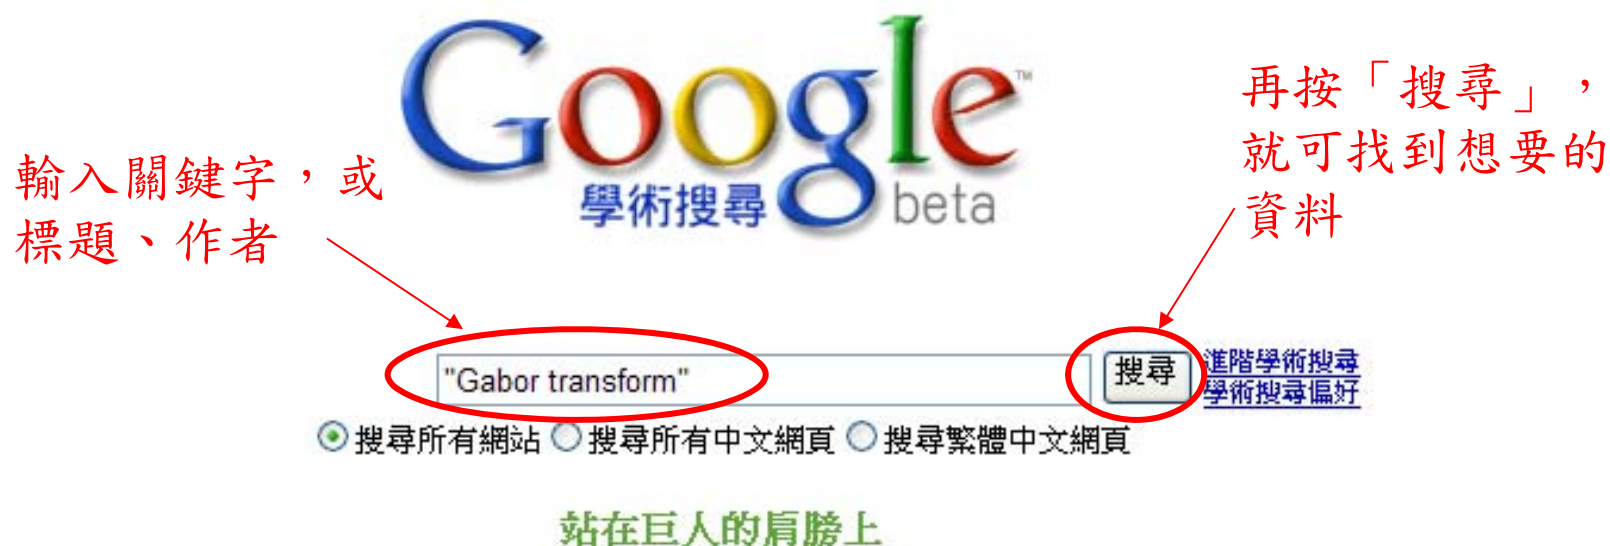 Google™
學術搜尋 beta
輸入關鍵字，或
標題、作者
再按「搜尋」，
就可找到想要的
資料
"Gabor transform"
搜尋
進階學術搜尋
學術搜尋偏好
搜尋所有網站 搜尋所有中文網頁 搜尋繁體中文網頁
站在巨人的肩膀上